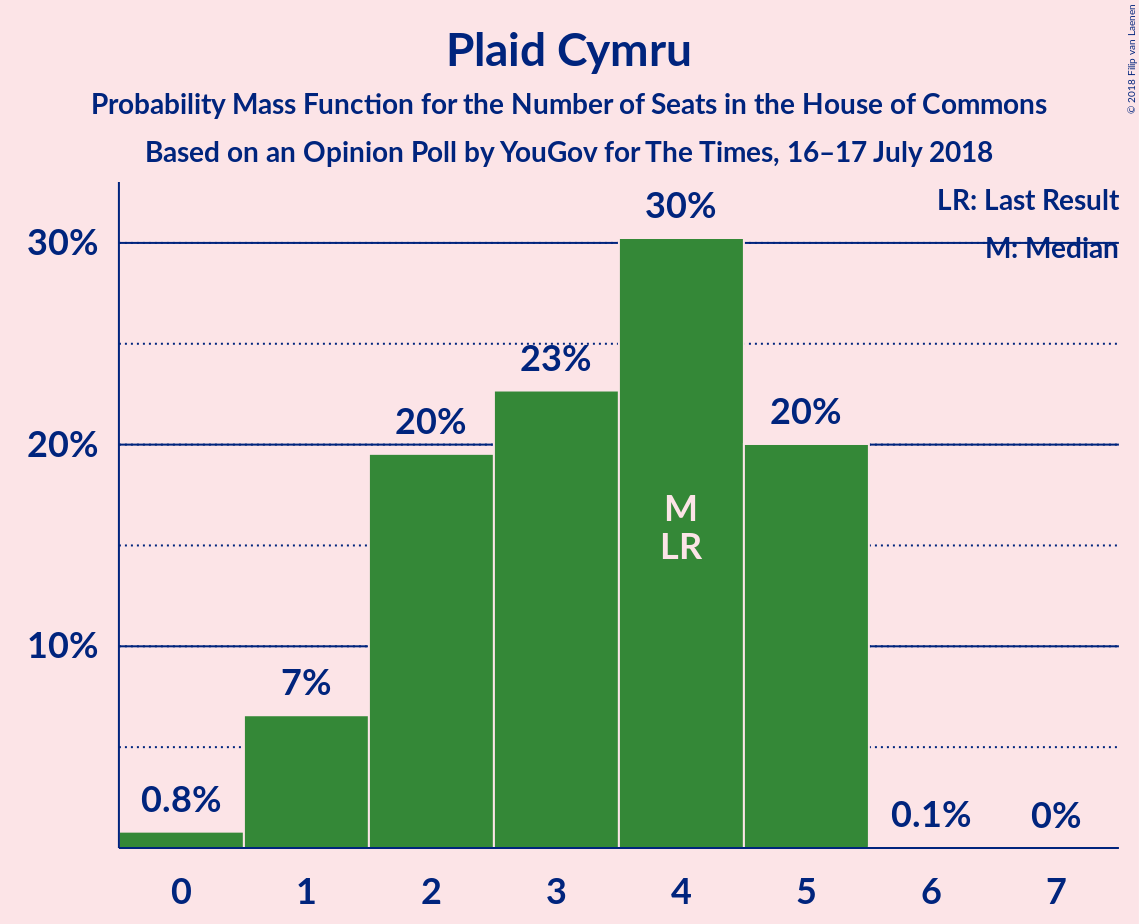 Plaid Cymru
Probability Mass Function for the Number of Seats in the House of Commons
Based on an Opinion Poll by YouGov for The Times, 16–17 July 2018
© 2018 Filip van Laenen
LR: Last Result
M: Median
30%
20%
10%
0.8%
7%
20%
23%
30%
20%
0.1%
0%
M
LR
0 1 2 3 4 5 6 7